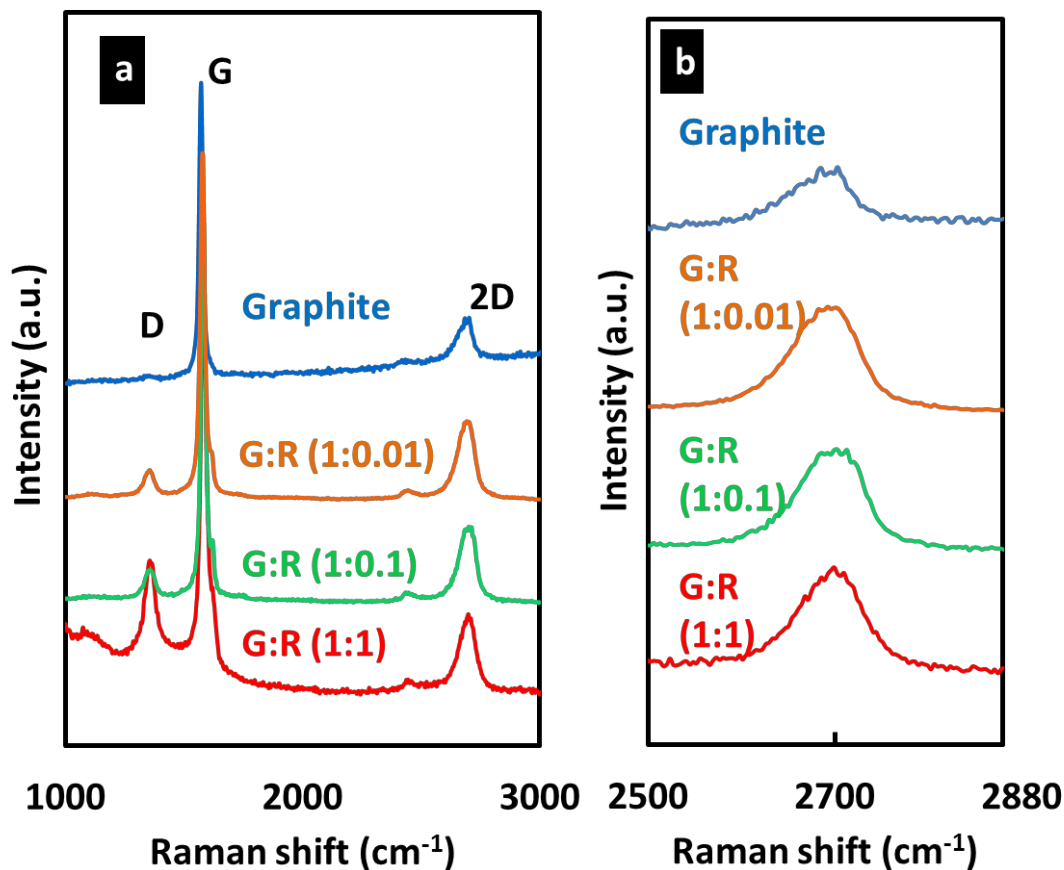 a
G
D
Graphite
2D
G:R (1:0.01)
G:R (1:0.1)
G:R (1:1)
Intensity (a.u.)
1000 2000 3000
Raman shift (cm⁻¹)
b
Graphite
G:R
(1:0.01)
G:R
(1:0.1)
G:R
(1:1)
Intensity (a.u.)
2500 2700 2880
Raman shift (cm⁻¹)